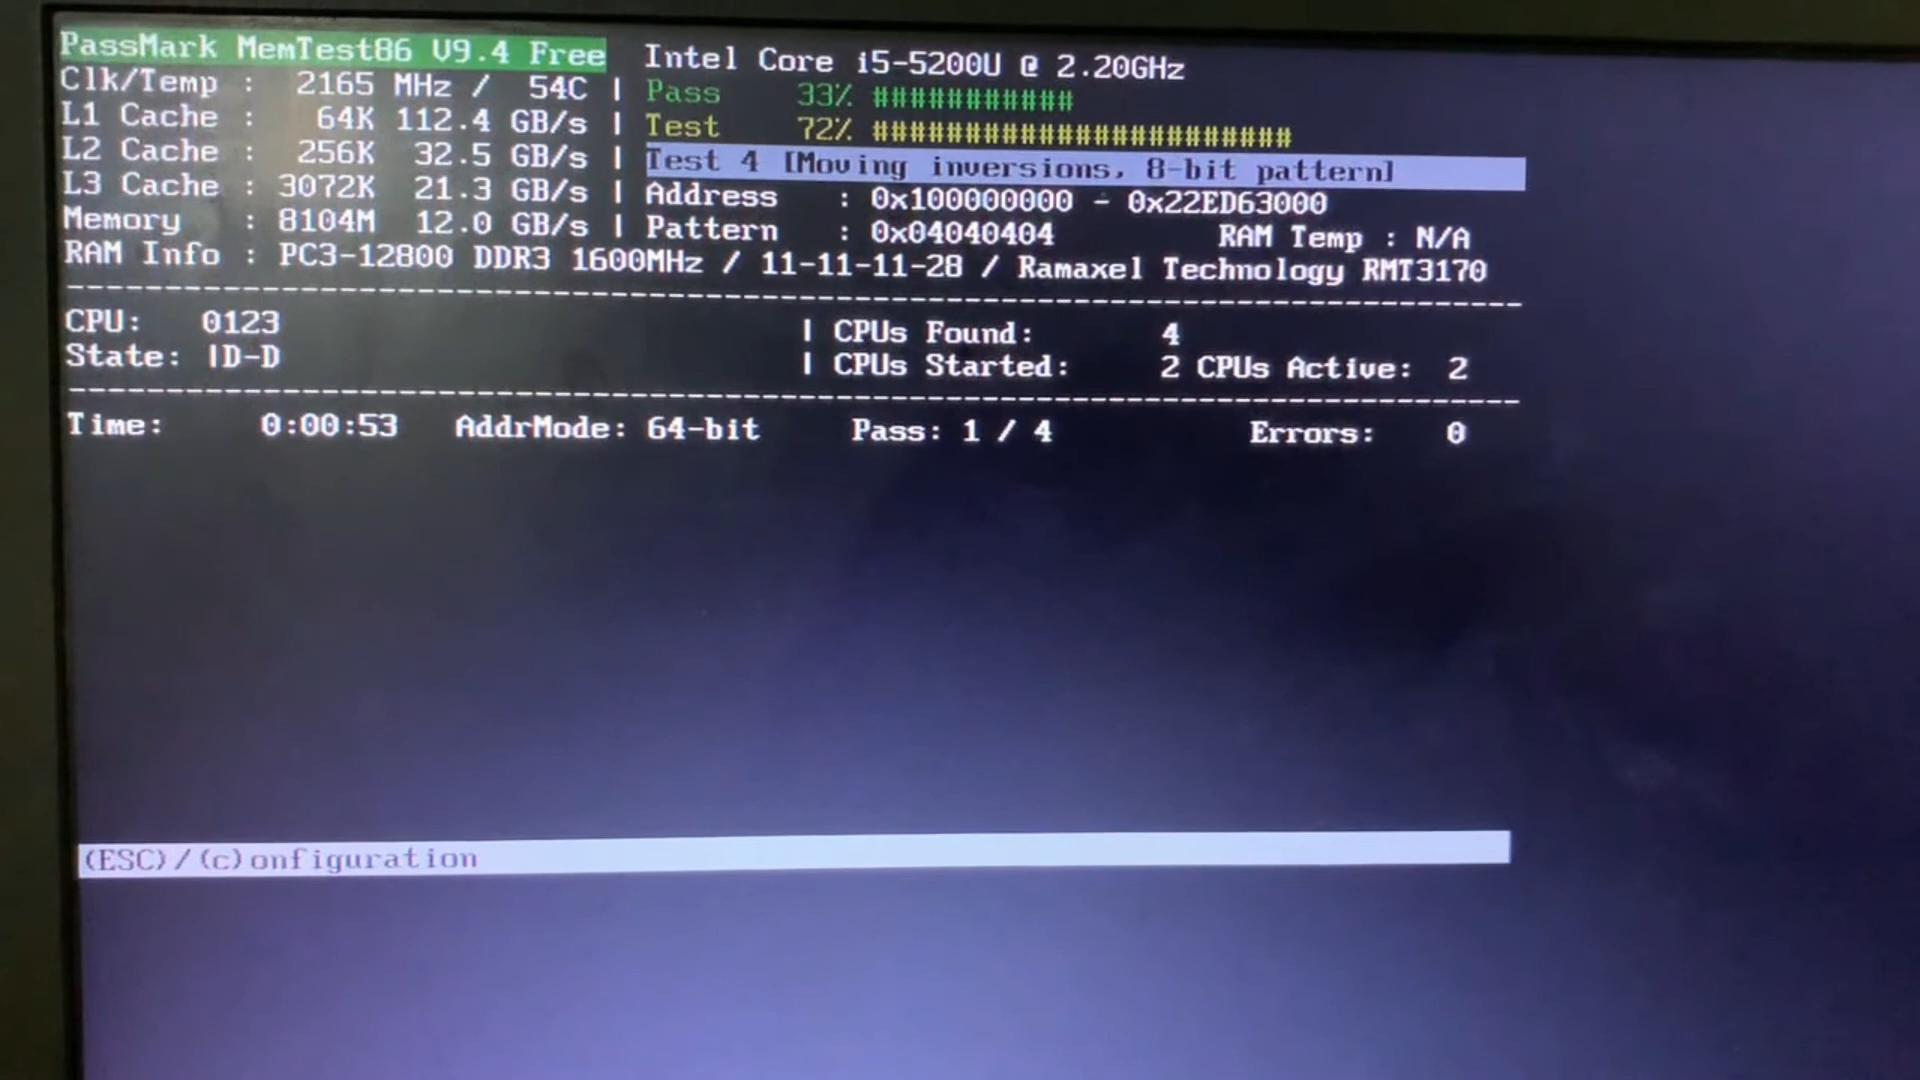 PassMark MemTest86 V9.4 Free Intel Core i5-5200U @ 2.20GHz
Clk/Temp : 2165 MHz / 54C | Pass 33% ###########
L1 Cache : 64K 112.4 GB/s | Test 72% #######################
L2 Cache : 256K 32.5 GB/s | Test 4 [Moving inversions, 8-bit pattern]
L3 Cache : 3072K 21.3 GB/s | Address : 0x100000000 - 0x22ED63000
Memory : 8104M 12.0 GB/s | Pattern : 0x04040404 RAM Temp : N/A
RAM Info : PC3-12800 DDR3 1600MHz / 11-11-11-28 / Ramaxel Technology RMT3170
CPU: 0123 | CPUs Found: 4
State: |D-D | CPUs Started: 2 CPUs Active: 2
Time: 0:00:53 AddrMode: 64-bit Pass: 1 / 4 Errors: 0
(ESC)/(c)onfiguration